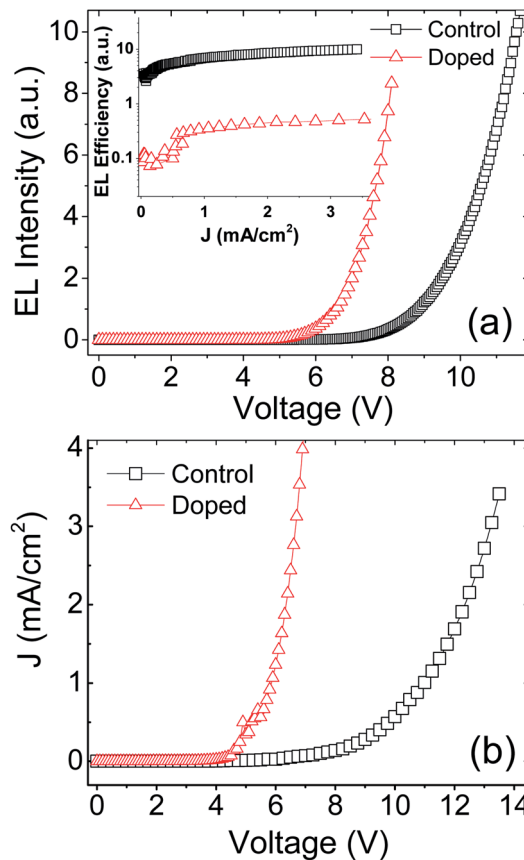 10
8
6
4
2
0
EL Intensity (a.u.)
10
1
0.1
EL Efficiency (a.u.)
0 1 2 3
J (mA/cm²)
Control
Doped
(a)
0 2 4 6 8 10
Voltage (V)
4
3
2
1
0
J (mA/cm²)
Control
Doped
(b)
0 2 4 6 8 10 12 14
Voltage (V)